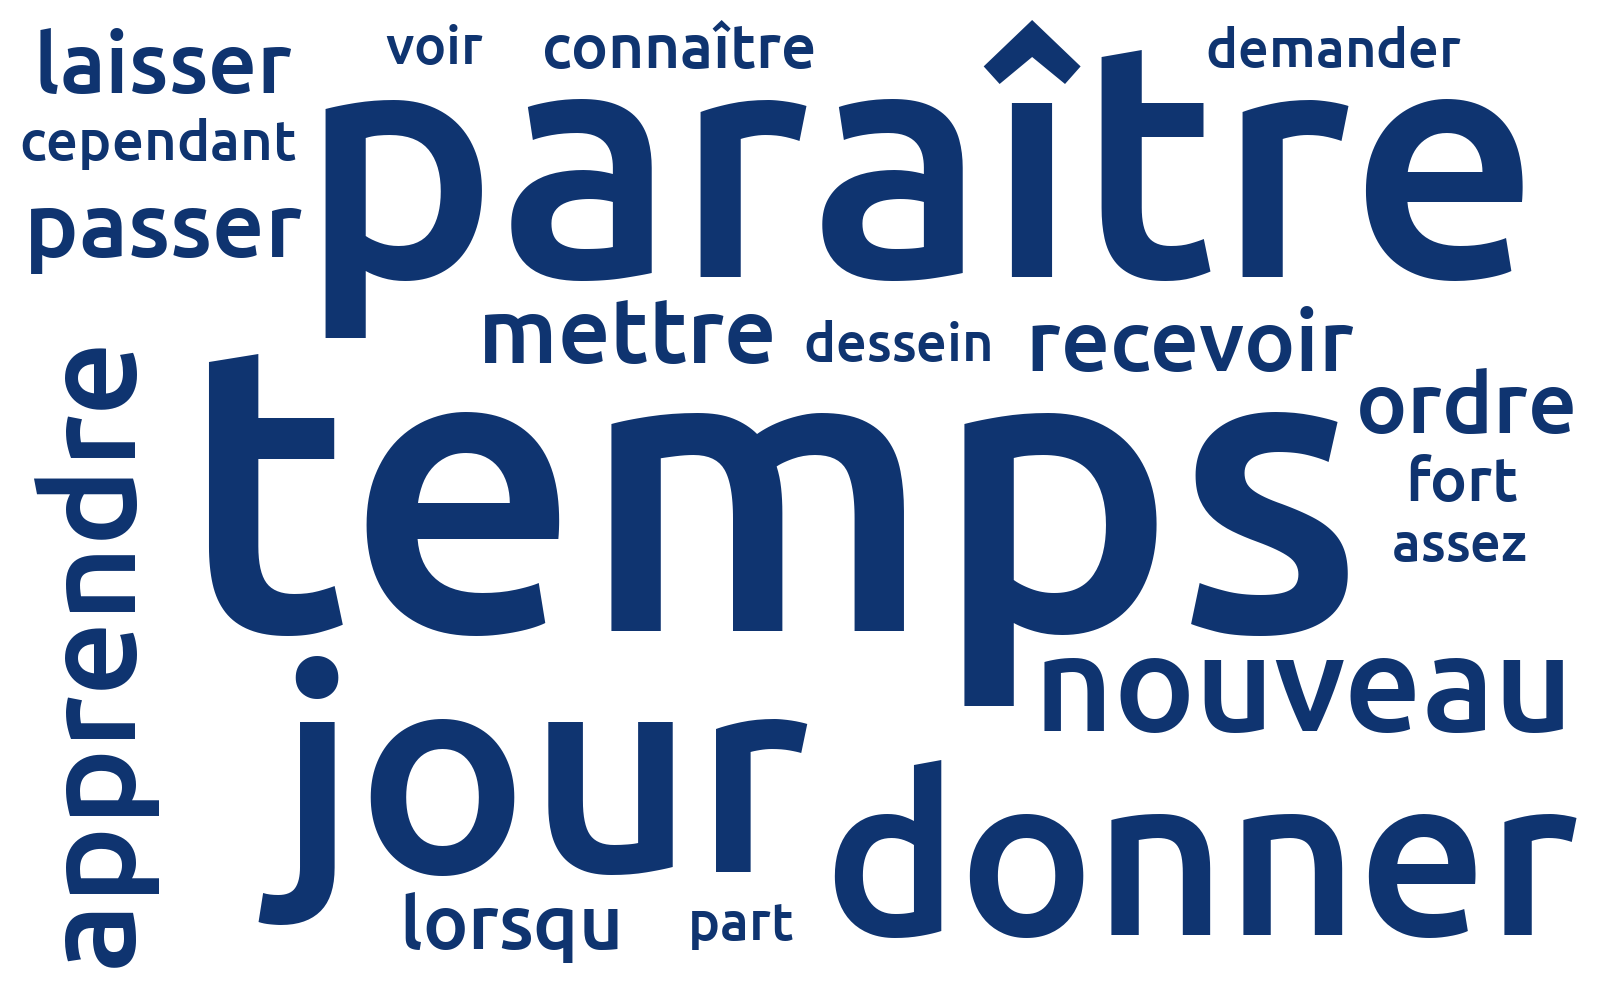 laisser
voir
connaître
demander
paraître
cependant
passer
mettre
dessein
recevoir
temps
ordre
fort
assez
apprendre
jour
nouveau
donner
lorsqu
part